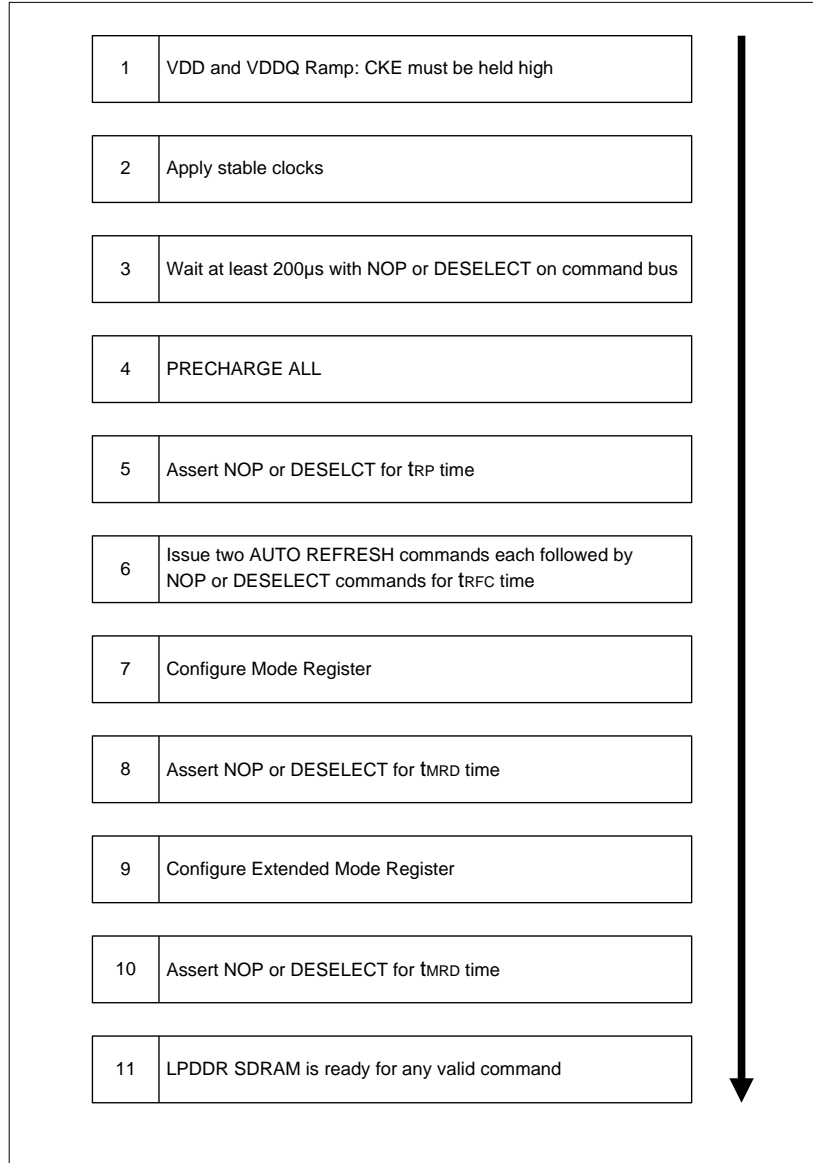 1 VDD and VDDQ Ramp: CKE must be held high
2 Apply stable clocks
3 Wait at least 200µs with NOP or DESELECT on command bus
4 PRECHARGE ALL
5 Assert NOP or DESELCT for tRP time
6 Issue two AUTO REFRESH commands each followed by
NOP or DESELECT commands for tRFC time
7 Configure Mode Register
8 Assert NOP or DESELECT for tMRD time
9 Configure Extended Mode Register
10 Assert NOP or DESELECT for tMRD time
11 LPDDR SDRAM is ready for any valid command